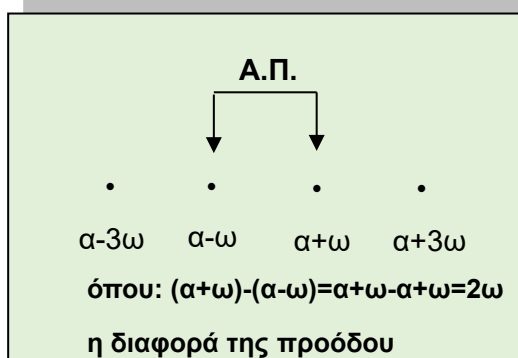 Α.Π.
α-3ω α-ω α+ω α+3ω
όπου: (α+ω)-(α-ω)=α+ω-α+ω=2ω
η διαφορά της προόδου